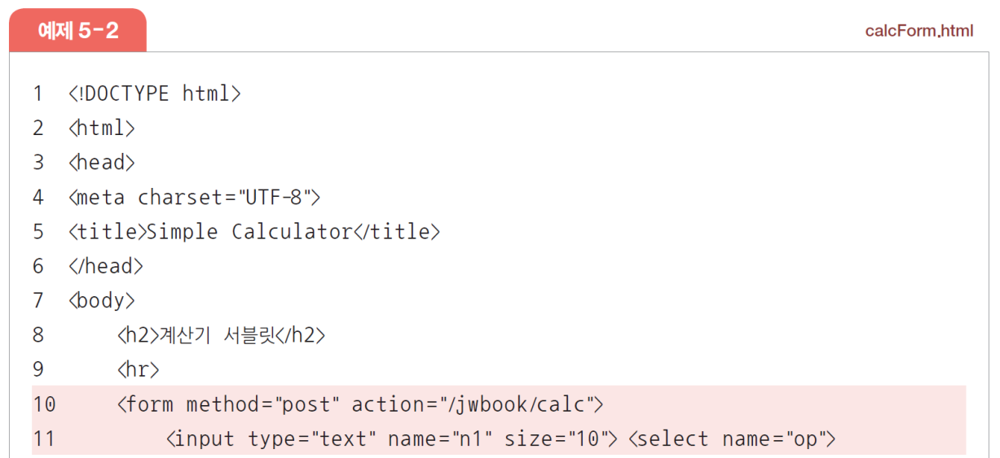 예제 5-2
calcForm.html
1 <!DOCTYPE html>
2 <html>
3 <head>
4 <meta charset="UTF-8">
5 <title>Simple Calculator</title>
6 </head>
7 <body>
8 <h2>계산기 서블릿</h2>
9 <hr>
10 <form method="post" action="/jwbook/calc">
11 <input type="text" name="n1" size="10"> <select name="op">